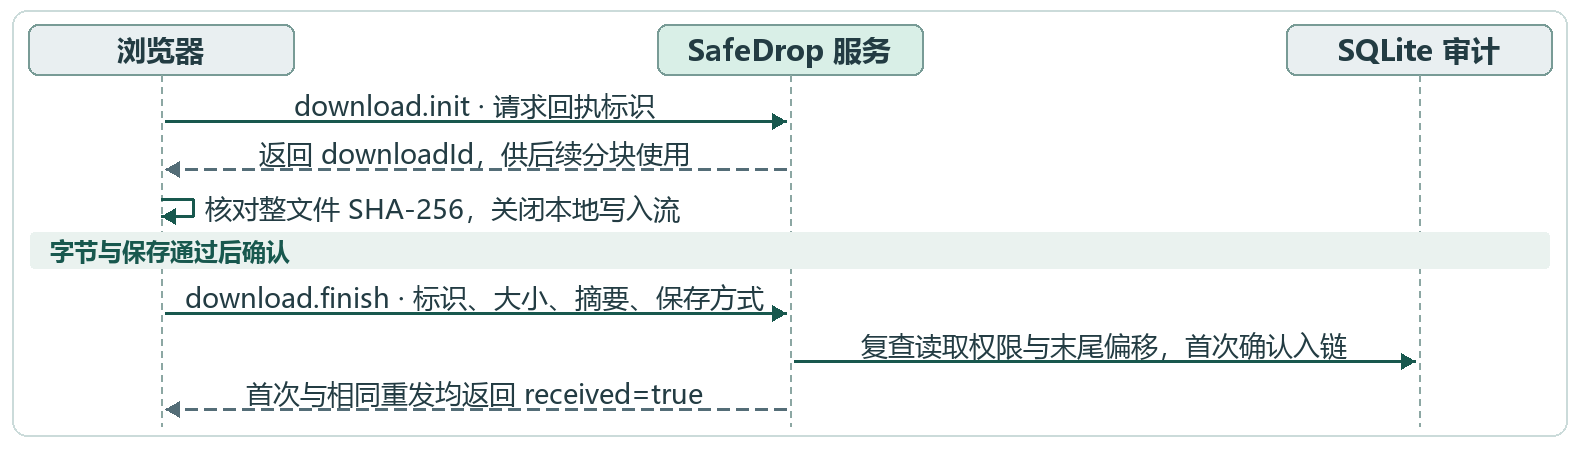 浏览器
SafeDrop 服务
SQLite 审计
download.init · 请求回执标识
返回 downloadId，供后续分块使用
核对整文件 SHA-256，关闭本地写入流
字节与保存通过后确认
download.finish · 标识、大小、摘要、保存方式
复查读取权限与末尾偏移，首次确认入链
首次与相同重发均返回 received=true